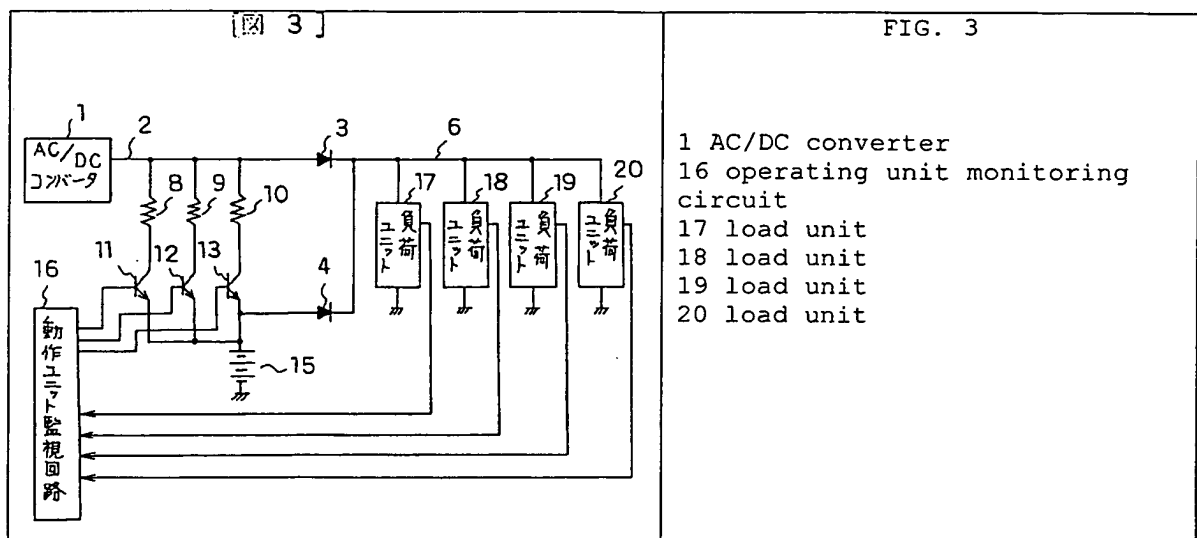 [図 3]
1
AC/DC
コンバータ
2
3
6
8
9
10
17
負荷
ユニット
18
負荷
ユニット
19
負荷
ユニット
20
負荷
ユニット
11
12
13
4
16
動作ユニット監視回路
15
FIG. 3
1 AC/DC converter
16 operating unit monitoring
circuit
17 load unit
18 load unit
19 load unit
20 load unit